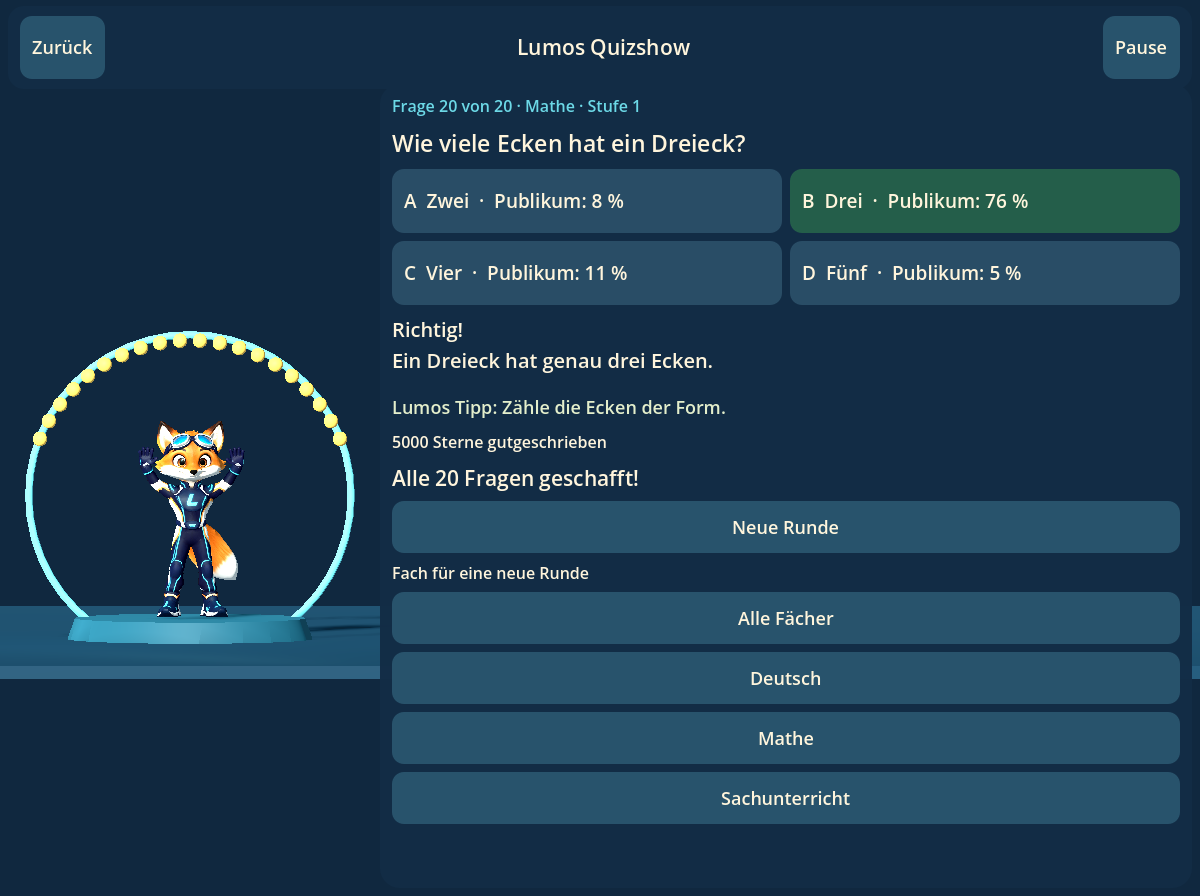 Zurück
Lumos Quizshow
Pause
Frage 20 von 20 · Mathe · Stufe 1
Wie viele Ecken hat ein Dreieck?
A Zwei · Publikum: 8 %
B Drei · Publikum: 76 %
C Vier · Publikum: 11 %
D Fünf · Publikum: 5 %
Richtig!
Ein Dreieck hat genau drei Ecken.
Lumos Tipp: Zähle die Ecken der Form.
5000 Sterne gutgeschrieben
Alle 20 Fragen geschafft!
Neue Runde
Fach für eine neue Runde
Alle Fächer
Deutsch
Mathe
Sachunterricht
L